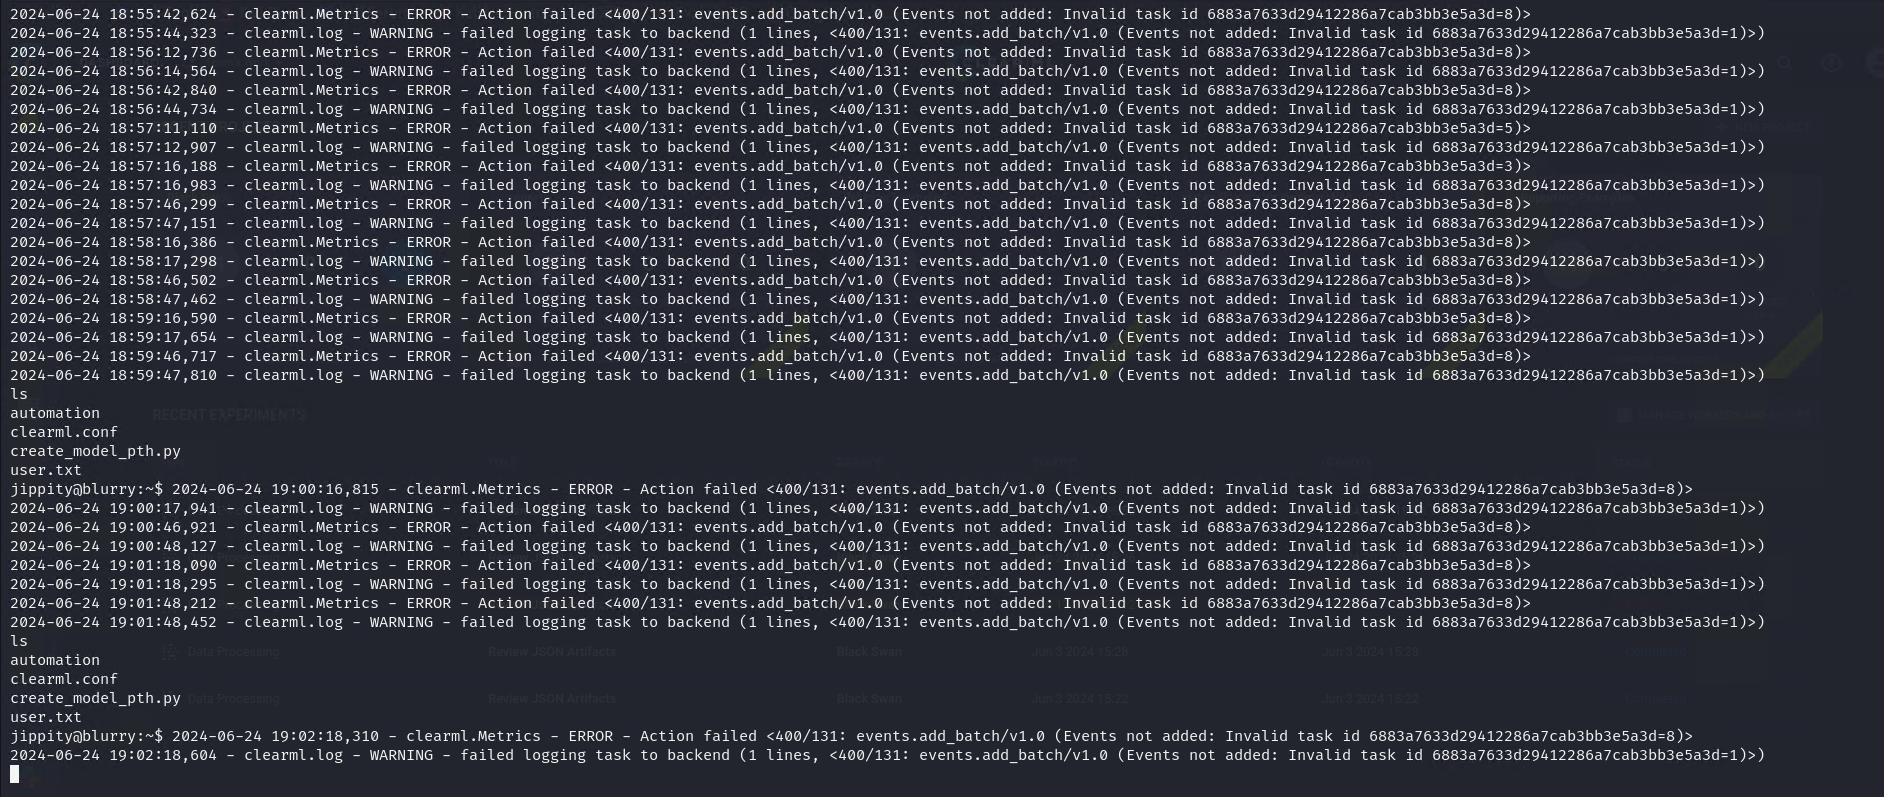 2024-06-24 18:55:42,624 - clearml.Metrics - ERROR - Action failed <400/131: events.add_batch/v1.0 (Events not added: Invalid task id 6883a7633d29412286a7cab3bb3e5a3d=8)>
2024-06-24 18:55:44,323 - clearml.log - WARNING - failed logging task to backend (1 lines, <400/131: events.add_batch/v1.0 (Events not added: Invalid task id 6883a7633d29412286a7cab3bb3e5a3d=1)>)
2024-06-24 18:56:12,736 - clearml.Metrics - ERROR - Action failed <400/131: events.add_batch/v1.0 (Events not added: Invalid task id 6883a7633d29412286a7cab3bb3e5a3d=8)>
2024-06-24 18:56:14,564 - clearml.log - WARNING - failed logging task to backend (1 lines, <400/131: events.add_batch/v1.0 (Events not added: Invalid task id 6883a7633d29412286a7cab3bb3e5a3d=1)>)
2024-06-24 18:56:42,840 - clearml.Metrics - ERROR - Action failed <400/131: events.add_batch/v1.0 (Events not added: Invalid task id 6883a7633d29412286a7cab3bb3e5a3d=8)>
2024-06-24 18:56:44,734 - clearml.log - WARNING - failed logging task to backend (1 lines, <400/131: events.add_batch/v1.0 (Events not added: Invalid task id 6883a7633d29412286a7cab3bb3e5a3d=1)>)
2024-06-24 18:57:11,110 - clearml.Metrics - ERROR - Action failed <400/131: events.add_batch/v1.0 (Events not added: Invalid task id 6883a7633d29412286a7cab3bb3e5a3d=5)>
2024-06-24 18:57:12,907 - clearml.log - WARNING - failed logging task to backend (1 lines, <400/131: events.add_batch/v1.0 (Events not added: Invalid task id 6883a7633d29412286a7cab3bb3e5a3d=1)>)
2024-06-24 18:57:16,188 - clearml.Metrics - ERROR - Action failed <400/131: events.add_batch/v1.0 (Events not added: Invalid task id 6883a7633d29412286a7cab3bb3e5a3d=3)>
2024-06-24 18:57:16,983 - clearml.log - WARNING - failed logging task to backend (1 lines, <400/131: events.add_batch/v1.0 (Events not added: Invalid task id 6883a7633d29412286a7cab3bb3e5a3d=1)>)
2024-06-24 18:57:46,299 - clearml.Metrics - ERROR - Action failed <400/131: events.add_batch/v1.0 (Events not added: Invalid task id 6883a7633d29412286a7cab3bb3e5a3d=8)>
2024-06-24 18:57:47,151 - clearml.log - WARNING - failed logging task to backend (1 lines, <400/131: events.add_batch/v1.0 (Events not added: Invalid task id 6883a7633d29412286a7cab3bb3e5a3d=1)>)
2024-06-24 18:58:16,386 - clearml.Metrics - ERROR - Action failed <400/131: events.add_batch/v1.0 (Events not added: Invalid task id 6883a7633d29412286a7cab3bb3e5a3d=8)>
2024-06-24 18:58:17,298 - clearml.log - WARNING - failed logging task to backend (1 lines, <400/131: events.add_batch/v1.0 (Events not added: Invalid task id 6883a7633d29412286a7cab3bb3e5a3d=1)>)
2024-06-24 18:58:46,502 - clearml.Metrics - ERROR - Action failed <400/131: events.add_batch/v1.0 (Events not added: Invalid task id 6883a7633d29412286a7cab3bb3e5a3d=8)>
2024-06-24 18:58:47,462 - clearml.log - WARNING - failed logging task to backend (1 lines, <400/131: events.add_batch/v1.0 (Events not added: Invalid task id 6883a7633d29412286a7cab3bb3e5a3d=1)>)
2024-06-24 18:59:16,590 - clearml.Metrics - ERROR - Action failed <400/131: events.add_batch/v1.0 (Events not added: Invalid task id 6883a7633d29412286a7cab3bb3e5a3d=8)>
2024-06-24 18:59:17,654 - clearml.log - WARNING - failed logging task to backend (1 lines, <400/131: events.add_batch/v1.0 (Events not added: Invalid task id 6883a7633d29412286a7cab3bb3e5a3d=1)>)
2024-06-24 18:59:46,717 - clearml.Metrics - ERROR - Action failed <400/131: events.add_batch/v1.0 (Events not added: Invalid task id 6883a7633d29412286a7cab3bb3e5a3d=8)>
2024-06-24 18:59:47,810 - clearml.log - WARNING - failed logging task to backend (1 lines, <400/131: events.add_batch/v1.0 (Events not added: Invalid task id 6883a7633d29412286a7cab3bb3e5a3d=1)>)
ls
automation
RECENT EXPERIMENTS
clearml.conf
create_model_pth.py
user.txt
jippity@blurry:~$ 2024-06-24 19:00:16,815 - clearml.Metrics - ERROR - Action failed <400/131: events.add_batch/v1.0 (Events not added: Invalid task id 6883a7633d29412286a7cab3bb3e5a3d=8)>
2024-06-24 19:00:17,941 - clearml.log - WARNING - failed logging task to backend (1 lines, <400/131: events.add_batch/v1.0 (Events not added: Invalid task id 6883a7633d29412286a7cab3bb3e5a3d=1)>)
2024-06-24 19:00:46,921 - clearml.Metrics - ERROR - Action failed <400/131: events.add_batch/v1.0 (Events not added: Invalid task id 6883a7633d29412286a7cab3bb3e5a3d=8)>
2024-06-24 19:00:48,127 - clearml.log - WARNING - failed logging task to backend (1 lines, <400/131: events.add_batch/v1.0 (Events not added: Invalid task id 6883a7633d29412286a7cab3bb3e5a3d=1)>)
2024-06-24 19:01:18,090 - clearml.Metrics - ERROR - Action failed <400/131: events.add_batch/v1.0 (Events not added: Invalid task id 6883a7633d29412286a7cab3bb3e5a3d=8)>
2024-06-24 19:01:18,295 - clearml.log - WARNING - failed logging task to backend (1 lines, <400/131: events.add_batch/v1.0 (Events not added: Invalid task id 6883a7633d29412286a7cab3bb3e5a3d=1)>)
2024-06-24 19:01:48,212 - clearml.Metrics - ERROR - Action failed <400/131: events.add_batch/v1.0 (Events not added: Invalid task id 6883a7633d29412286a7cab3bb3e5a3d=8)>
2024-06-24 19:01:48,452 - clearml.log - WARNING - failed logging task to backend (1 lines, <400/131: events.add_batch/v1.0 (Events not added: Invalid task id 6883a7633d29412286a7cab3bb3e5a3d=1)>)
ls
Data Processing Review JSON Artifacts Black Swan Jun 3 2024 15:28 Jun 3 2024 15:28 Completed
automation
clearml.conf
create_model_pth.py
Data Processing Review JSON Artifacts Black Swan Jun 3 2024 15:22 Jun 3 2024 15:22 Completed
user.txt
jippity@blurry:~$ 2024-06-24 19:02:18,310 - clearml.Metrics - ERROR - Action failed <400/131: events.add_batch/v1.0 (Events not added: Invalid task id 6883a7633d29412286a7cab3bb3e5a3d=8)>
2024-06-24 19:02:18,604 - clearml.log - WARNING - failed logging task to backend (1 lines, <400/131: events.add_batch/v1.0 (Events not added: Invalid task id 6883a7633d29412286a7cab3bb3e5a3d=1)>)